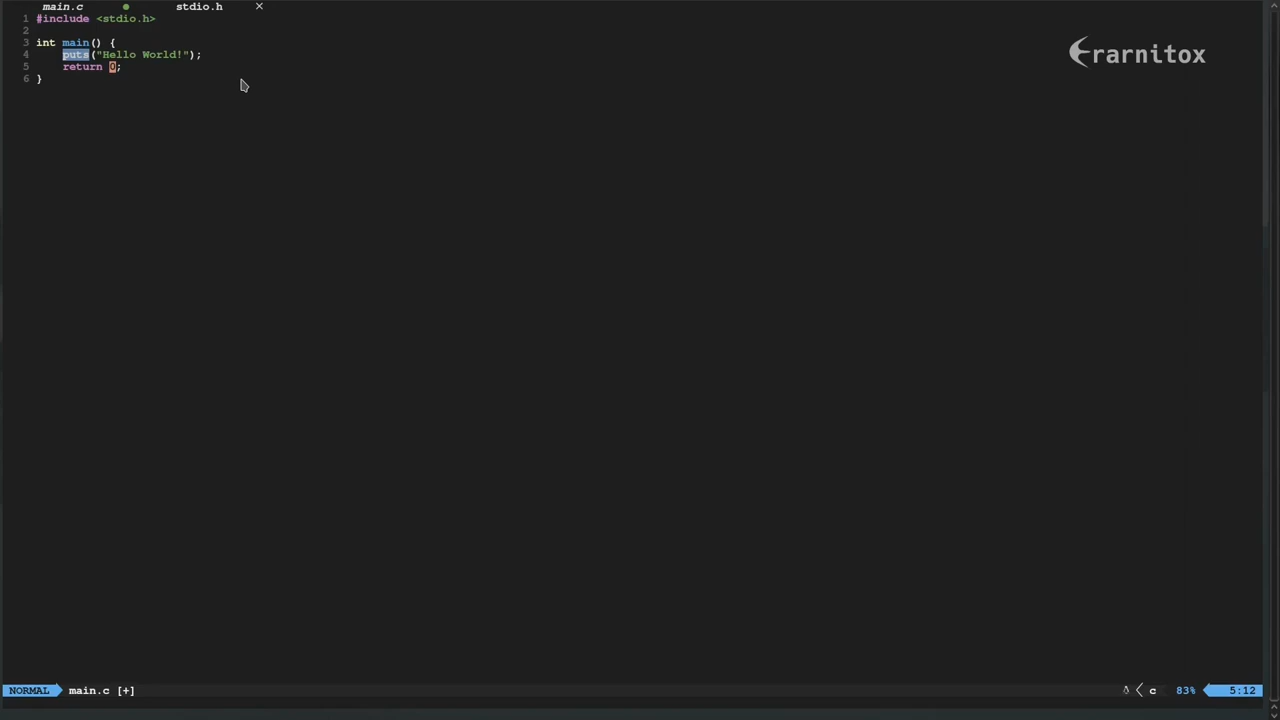 main.c ● stdio.h ×
1 #include <stdio.h>
2
3 int main() {
4     puts("Hello World!");
5     return 0;
6 }
rarnitox
NORMAL main.c [+] c 83% 5:12